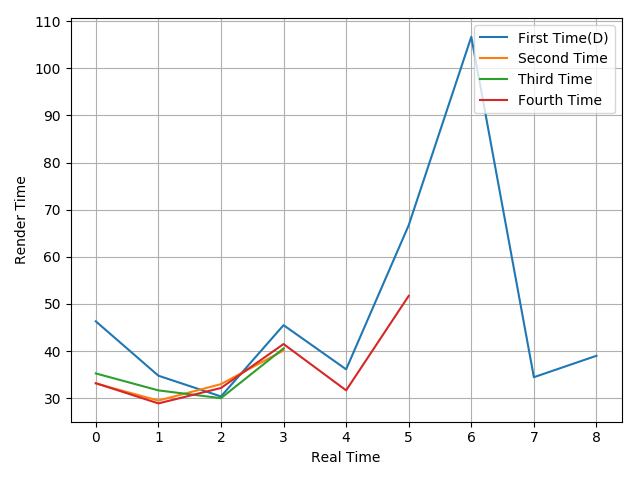 110
100
90
80
70
60
50
40
30
Render Time
0 1 2 3 4 5 6 7 8
Real Time
First Time(D)
Second Time
Third Time
Fourth Time